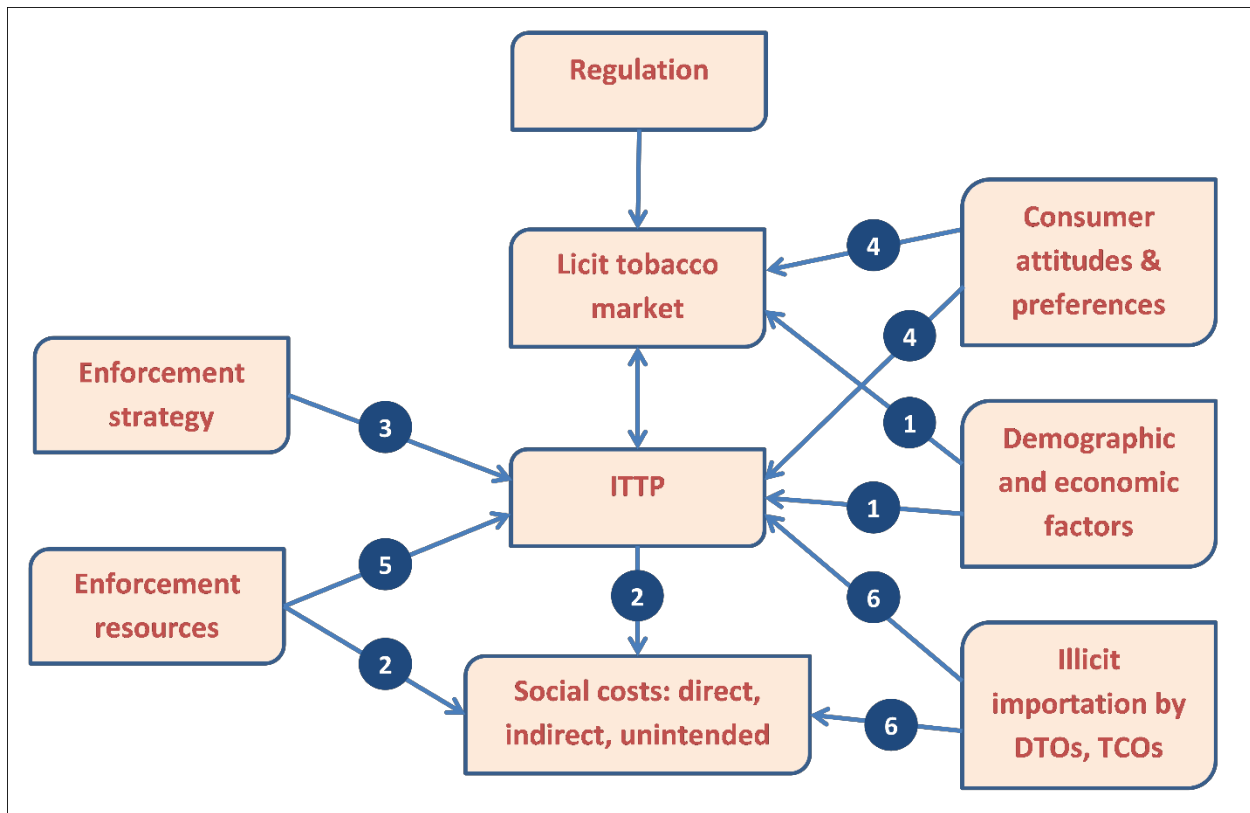 Regulation
Licit tobacco
market
4
Consumer
attitudes &
preferences
4
Enforcement
strategy
3
1
Demographic
and economic
factors
ITTP
1
Enforcement
resources
5
2
6
2
Social costs: direct,
indirect, unintended
6
Illicit
importation by
DTOs, TCOs